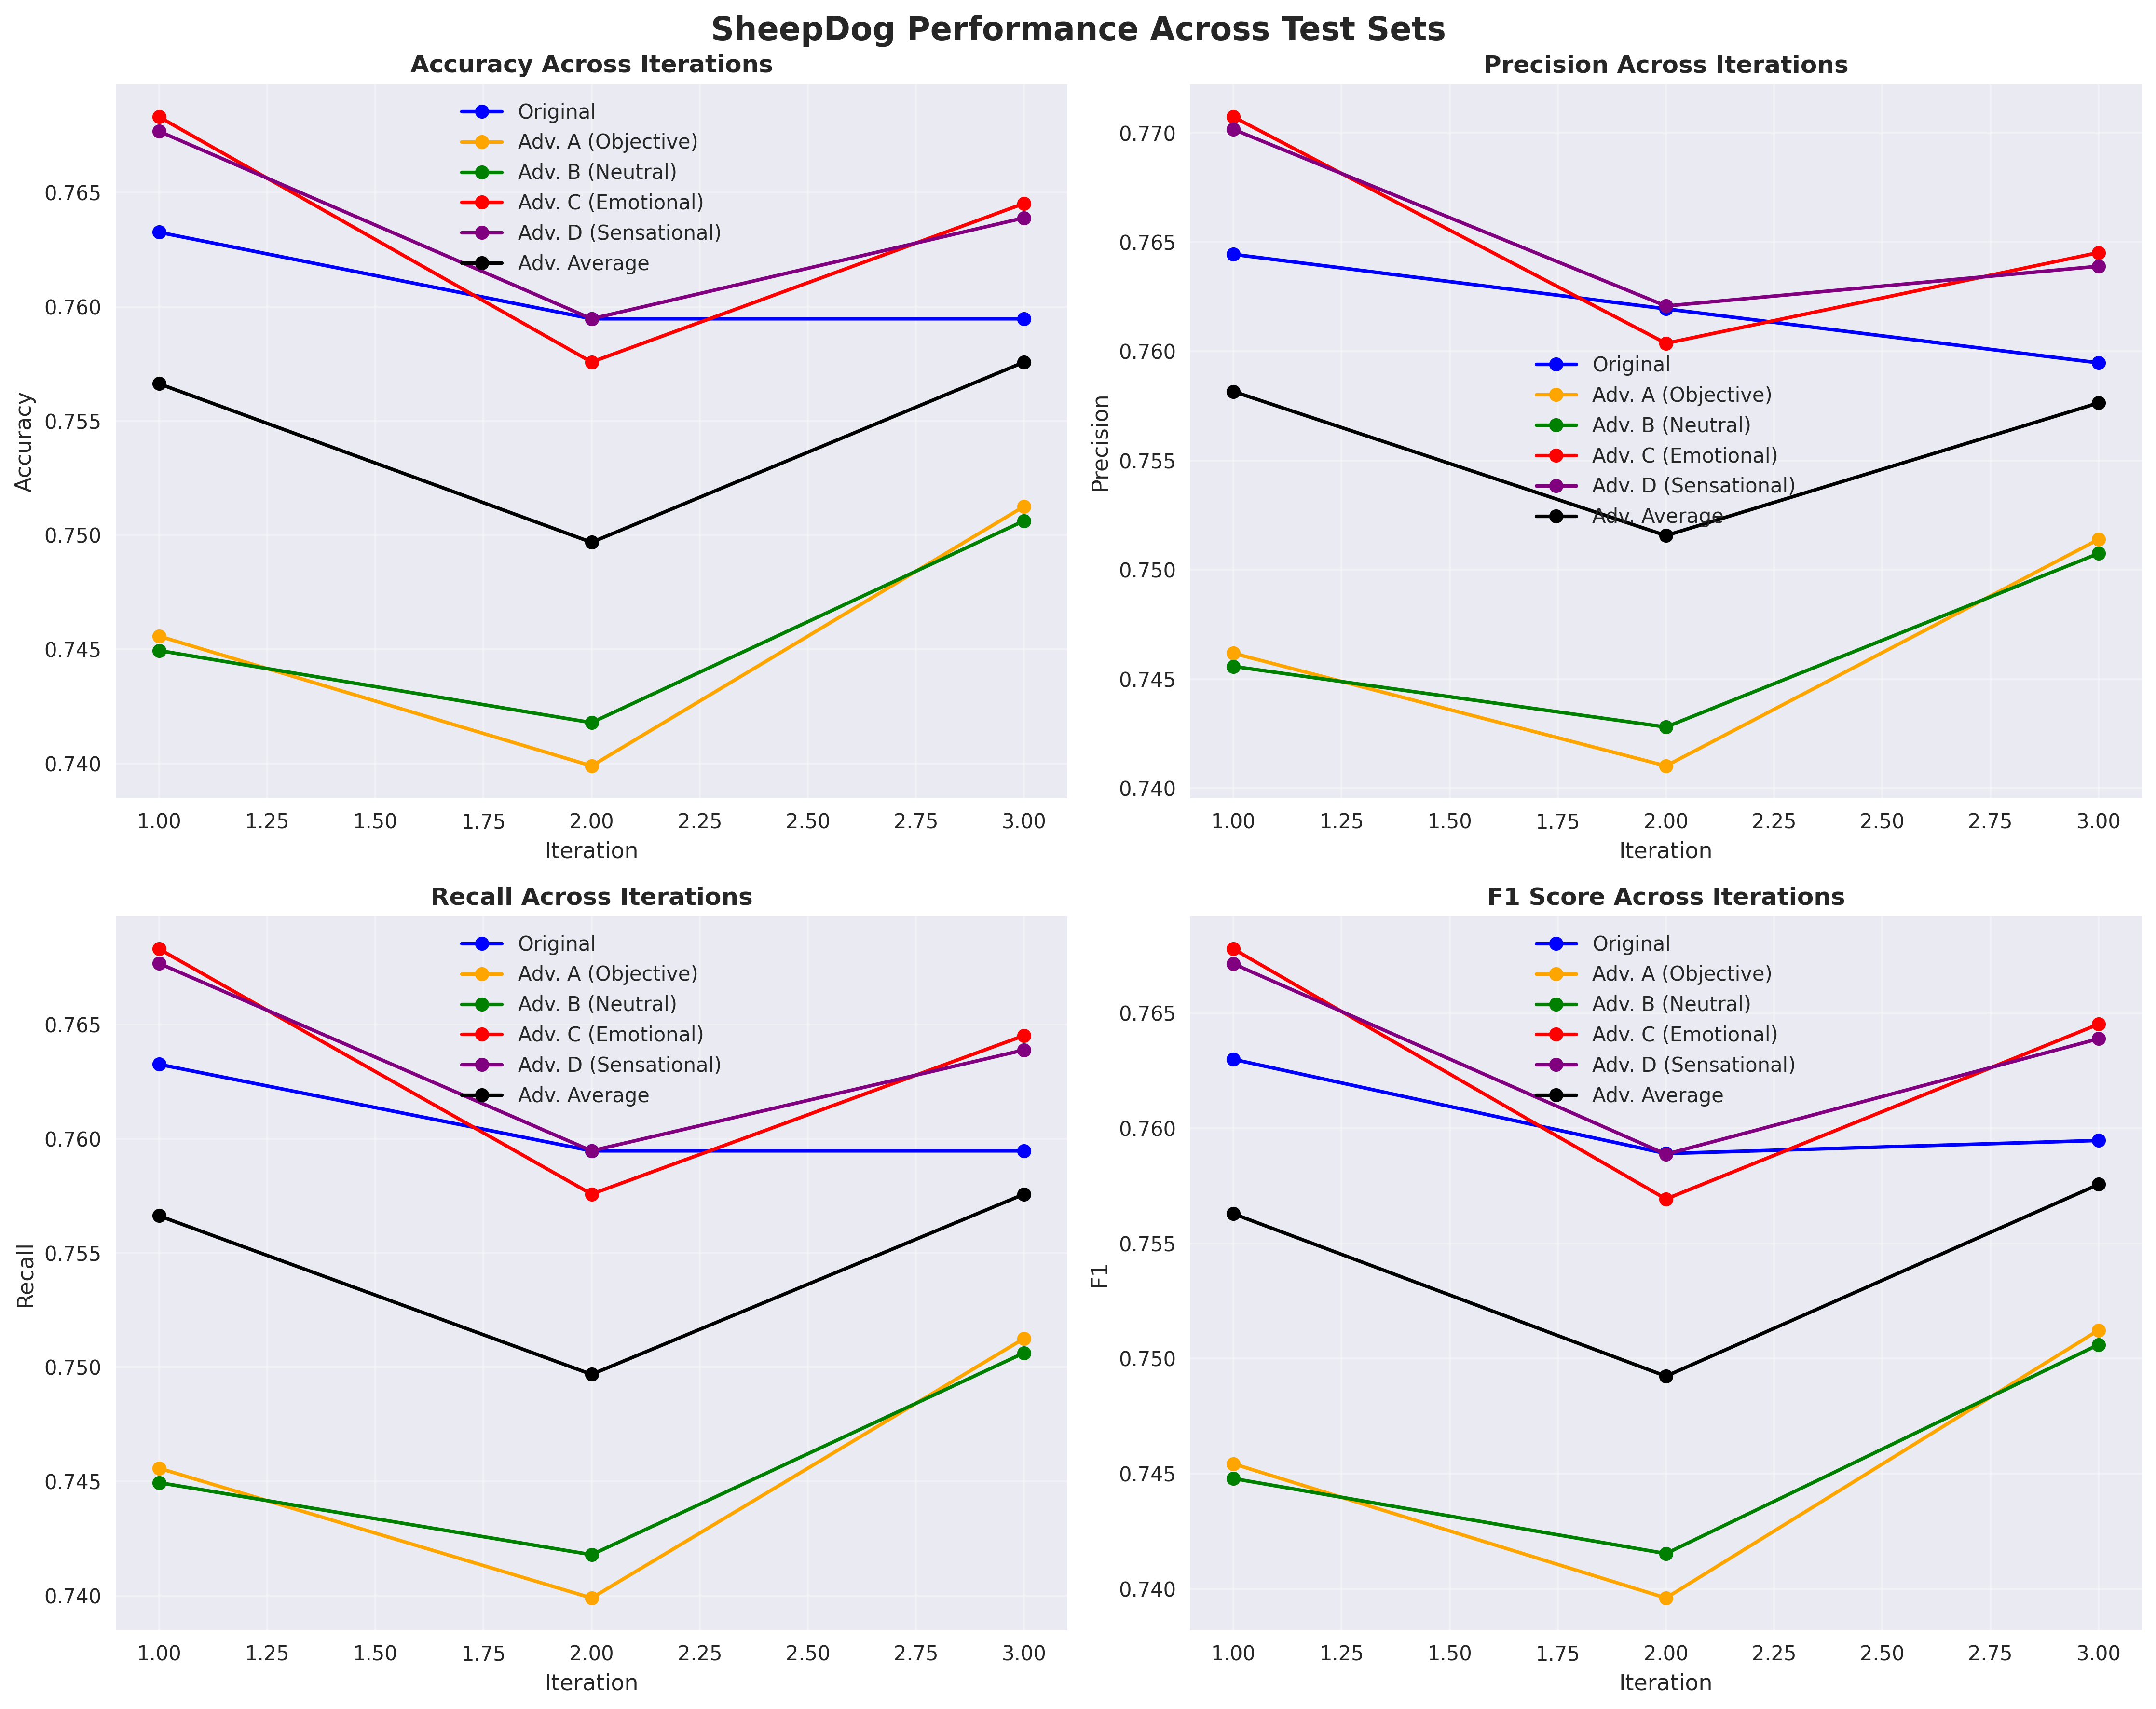 SheepDog Performance Across Test Sets
Accuracy Across Iterations
Original
Adv. A (Objective)
Adv. B (Neutral)
Adv. C (Emotional)
Adv. D (Sensational)
Adv. Average
Accuracy
0.765
0.760
0.755
0.750
0.745
0.740
1.00 1.25 1.50 1.75 2.00 2.25 2.50 2.75 3.00
Iteration
Precision Across Iterations
Original
Adv. A (Objective)
Adv. B (Neutral)
Adv. C (Emotional)
Adv. D (Sensational)
Adv. Average
Precision
0.770
0.765
0.760
0.755
0.750
0.745
0.740
1.00 1.25 1.50 1.75 2.00 2.25 2.50 2.75 3.00
Iteration
Recall Across Iterations
Original
Adv. A (Objective)
Adv. B (Neutral)
Adv. C (Emotional)
Adv. D (Sensational)
Adv. Average
Recall
0.765
0.760
0.755
0.750
0.745
0.740
1.00 1.25 1.50 1.75 2.00 2.25 2.50 2.75 3.00
Iteration
F1 Score Across Iterations
Original
Adv. A (Objective)
Adv. B (Neutral)
Adv. C (Emotional)
Adv. D (Sensational)
Adv. Average
F1
0.765
0.760
0.755
0.750
0.745
0.740
1.00 1.25 1.50 1.75 2.00 2.25 2.50 2.75 3.00
Iteration